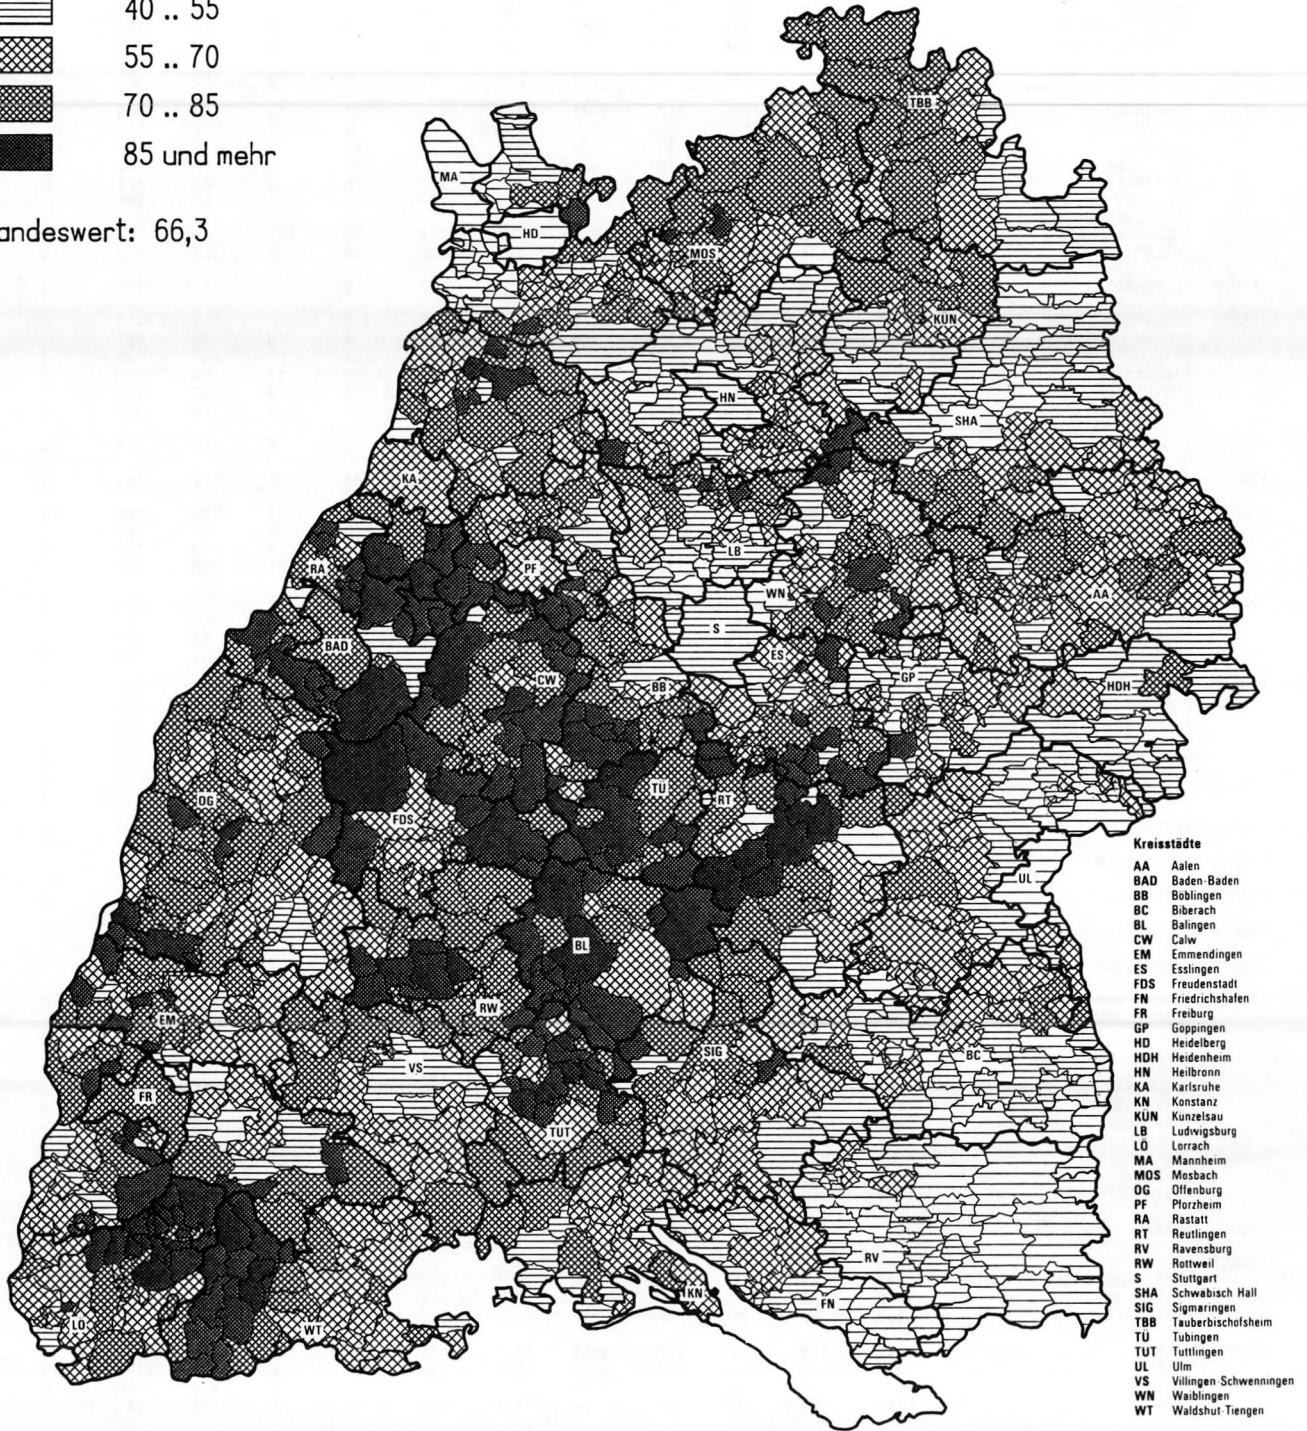 40 .. 55
55 .. 70
70 .. 85
85 und mehr
andeswert: 66,3
TBB
MA
HD
MOS
KÜN
HN
SHA
KA
LB
RA
PF
WN
AA
S
BAD
ES
CW
BB
GP
HDH
TÜ
RT
OG
FDS
UL
BL
RW
EM
SIG
BC
VS
FR
TUT
RV
KN
FN
LÖ
WT
Kreisstädte
AA Aalen
BAD Baden-Baden
BB Böblingen
BC Biberach
BL Balingen
CW Calw
EM Emmendingen
ES Esslingen
FDS Freudenstadt
FN Friedrichshafen
FR Freiburg
GP Goppingen
HD Heidelberg
HDH Heidenheim
HN Heilbronn
KA Karlsruhe
KN Konstanz
KÜN Kunzelsau
LB Ludwigsburg
LÖ Lorrach
MA Mannheim
MOS Mosbach
OG Offenburg
PF Pforzheim
RA Rastatt
RT Reutlingen
RV Ravensburg
RW Rottweil
S Stuttgart
SHA Schwabisch Hall
SIG Sigmaringen
TBB Tauberbischofsheim
TÜ Tubingen
TUT Tuttlingen
UL Ulm
VS Villingen-Schwenningen
WN Waiblingen
WT Waldshut-Tiengen